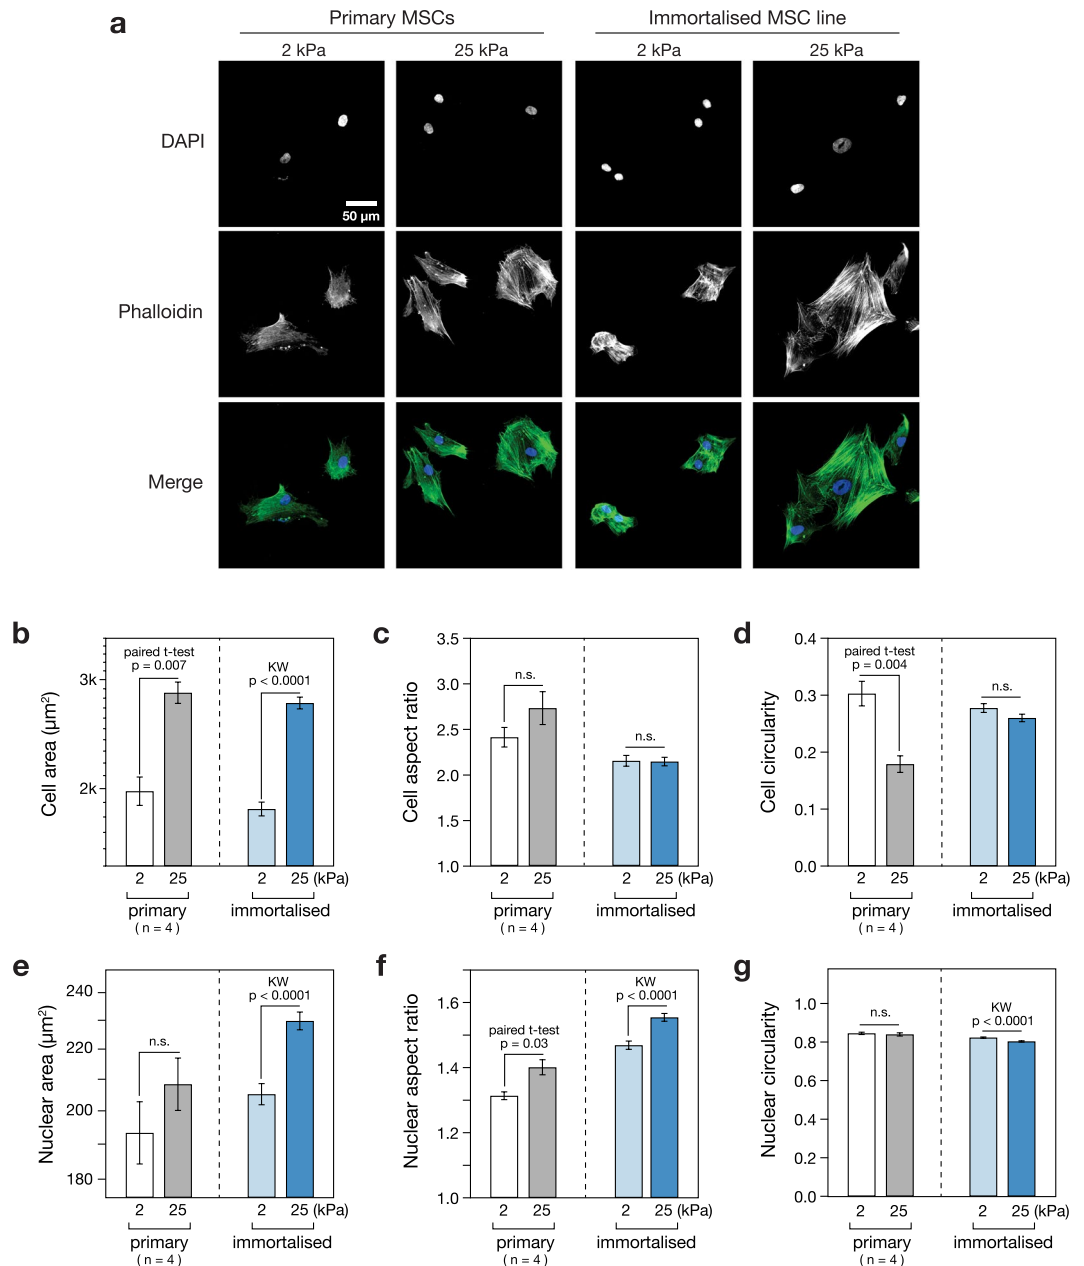 a
Primary MSCs
Immortalised MSC line
2 kPa
25 kPa
2 kPa
25 kPa
DAPI
50 µm
Phalloidin
Merge
b
Cell area (µm²)
3k
2k
paired t-test
p = 0.007
KW
p < 0.0001
2
25
2
25 (kPa)
primary
( n = 4 )
immortalised
c
Cell aspect ratio
3.5
3.0
2.5
2.0
1.5
1.0
n.s.
n.s.
2
25
2
25 (kPa)
primary
( n = 4 )
immortalised
d
Cell circularity
0.4
0.3
0.2
0.1
0.0
paired t-test
p = 0.004
n.s.
2
25
2
25 (kPa)
primary
( n = 4 )
immortalised
e
Nuclear area (µm²)
240
220
200
180
n.s.
KW
p < 0.0001
2
25
2
25 (kPa)
primary
( n = 4 )
immortalised
f
Nuclear aspect ratio
1.6
1.4
1.2
1.0
paired t-test
p = 0.03
KW
p < 0.0001
2
25
2
25 (kPa)
primary
( n = 4 )
immortalised
g
Nuclear circularity
1.0
0.8
0.6
0.4
0.2
0.0
n.s.
KW
p < 0.0001
2
25
2
25 (kPa)
primary
( n = 4 )
immortalised